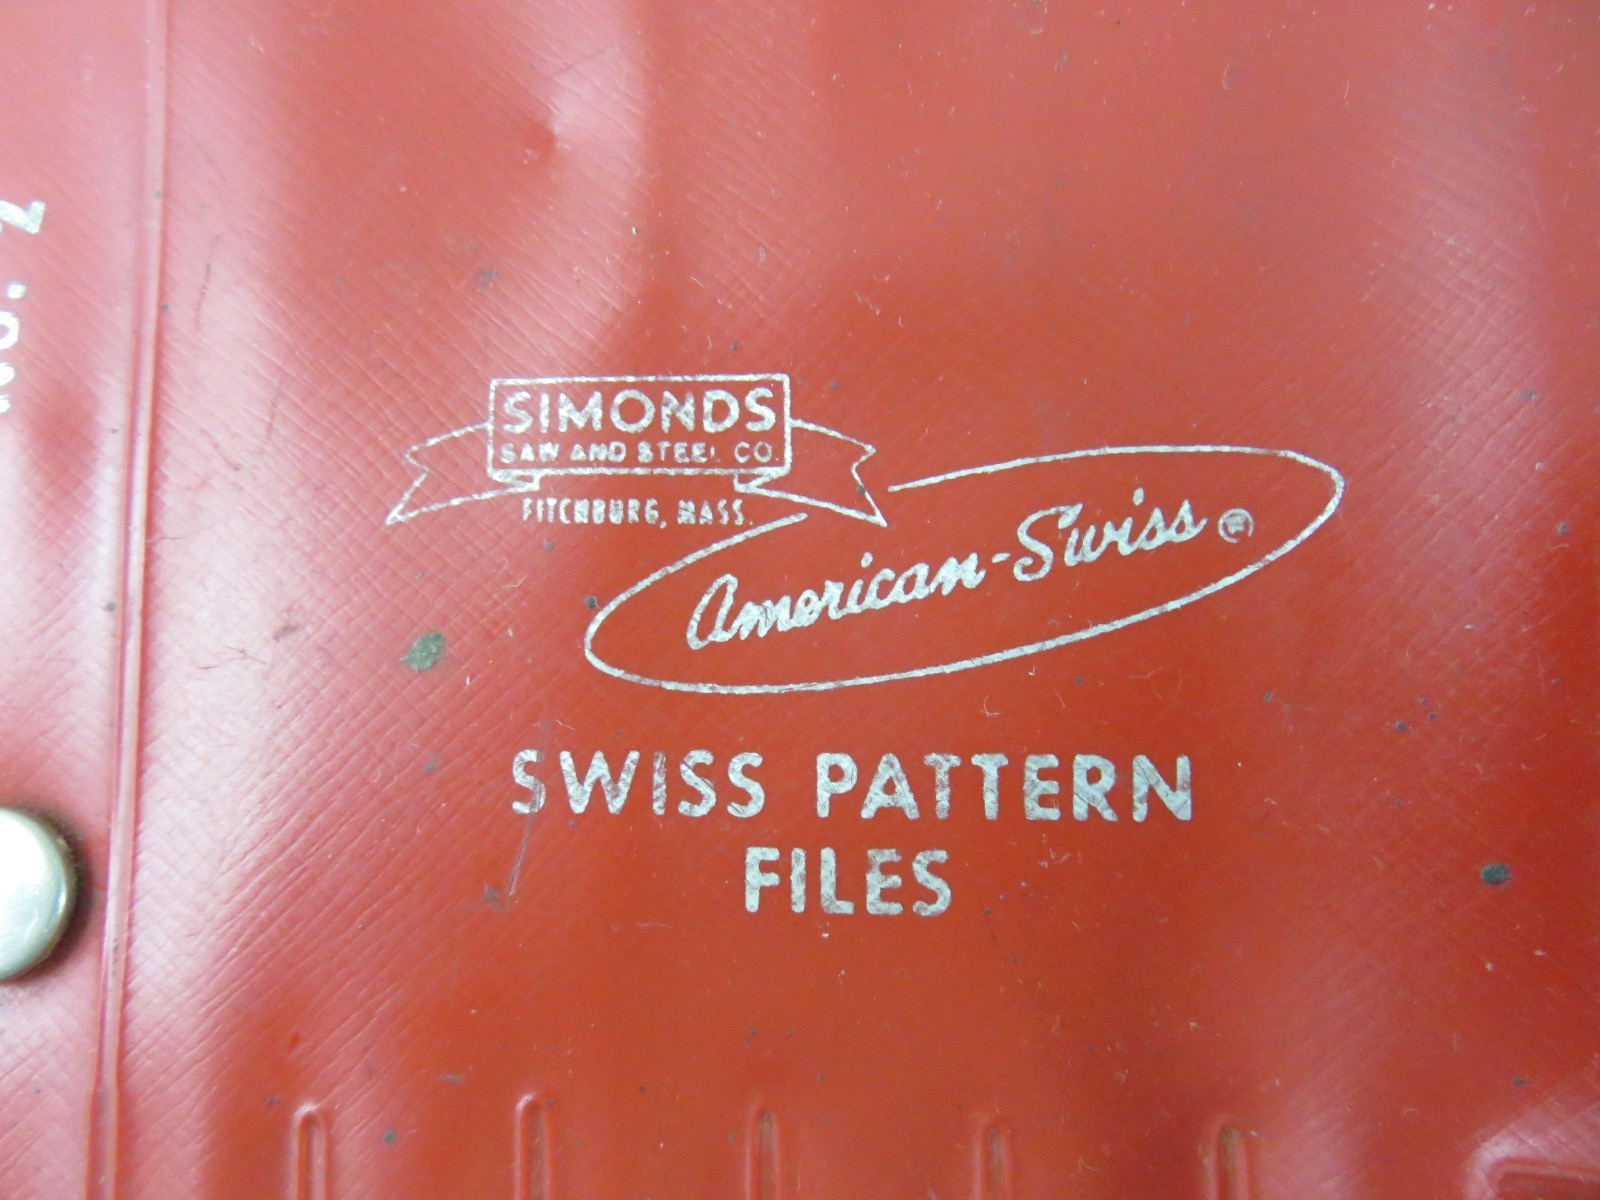 SIMONDS
SAW AND STEEL CO.
FITCHBURG, MASS.
American-Swiss ®
SWISS PATTERN
FILES